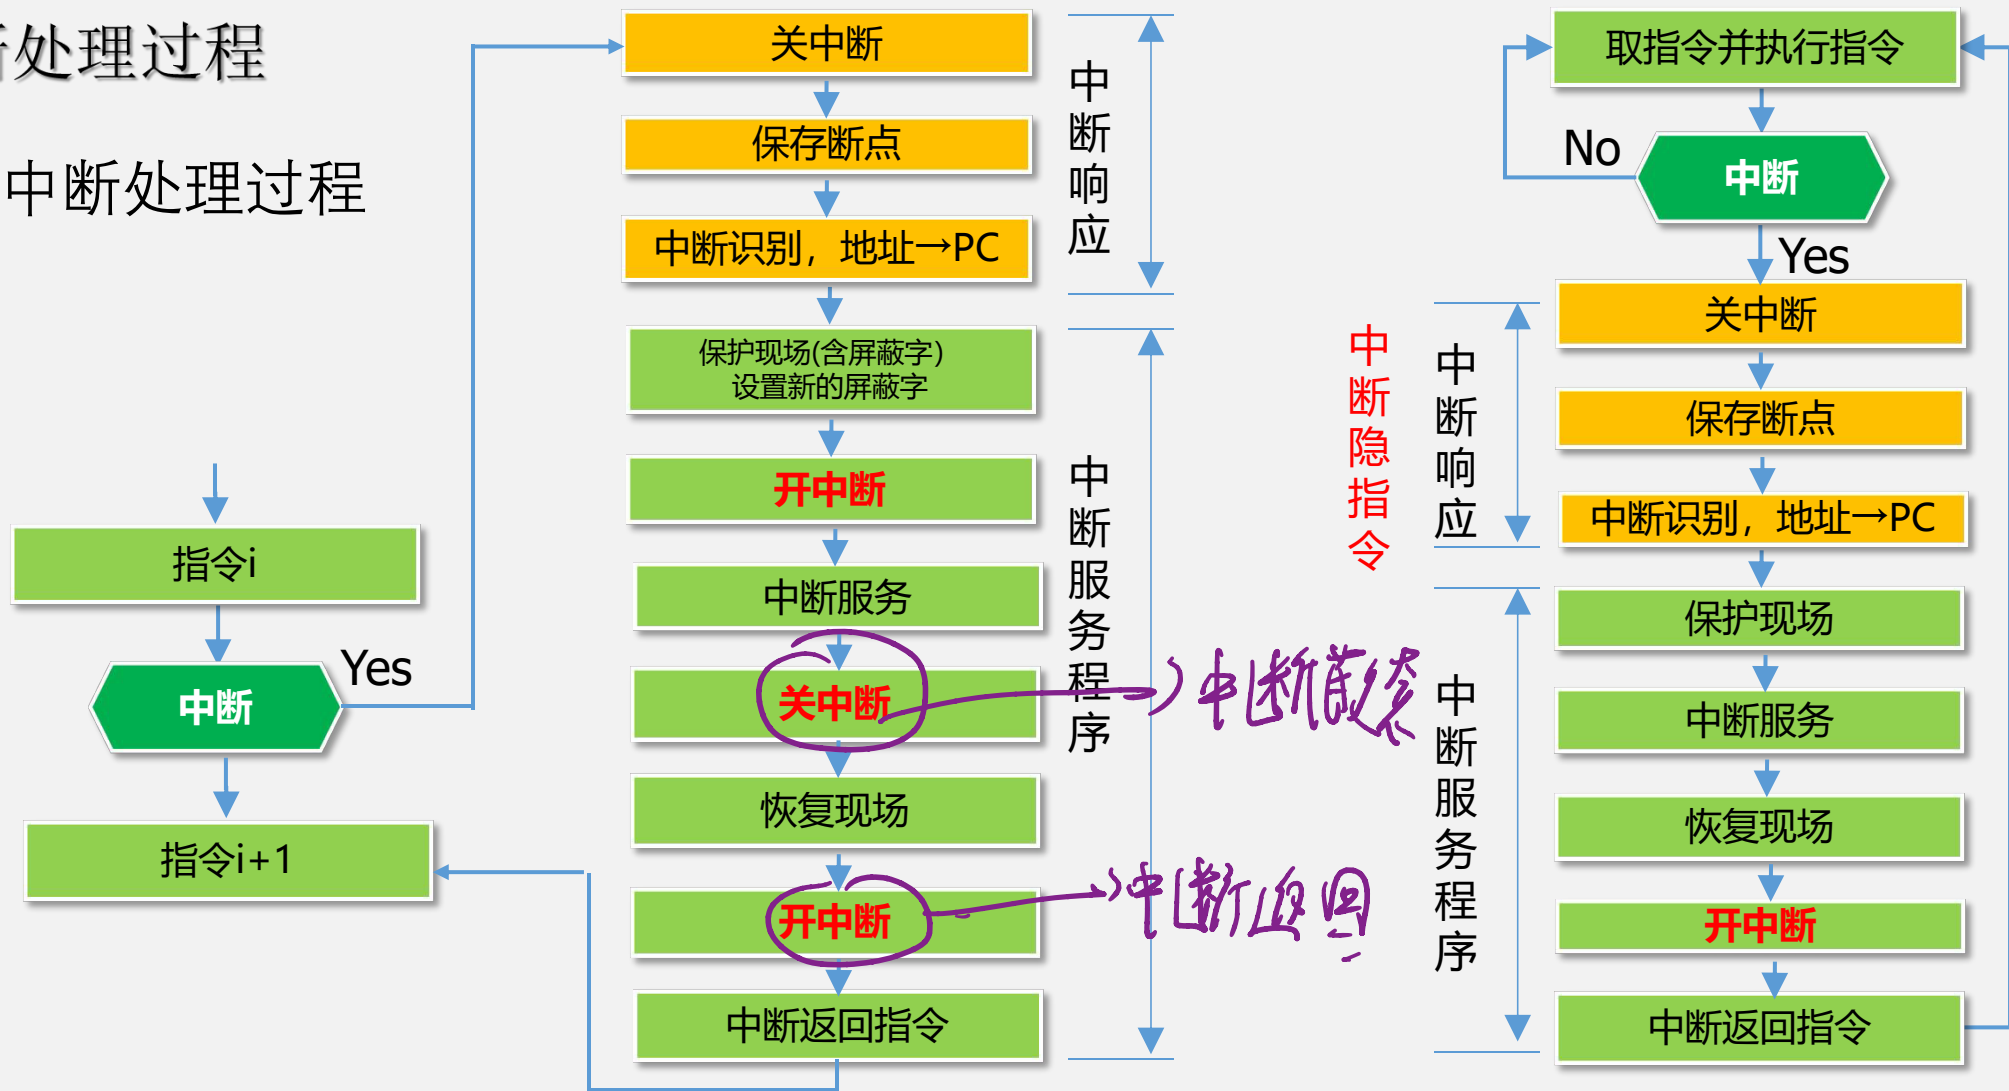 处理过程
中断处理过程
指令i
中断
Yes
指令i+1
关中断
保存断点
中断识别，地址→PC
保护现场(含屏蔽字)
设置新的屏蔽字
开中断
中断服务
关中断
恢复现场
开中断
中断返回指令
中断响应
中断服务程序
中断
中断返回
取指令并执行指令
No
中断
Yes
关中断
保存断点
中断识别，地址→PC
保护现场
中断服务
恢复现场
开中断
中断返回指令
中断隐指令
中断响应
中断服务程序